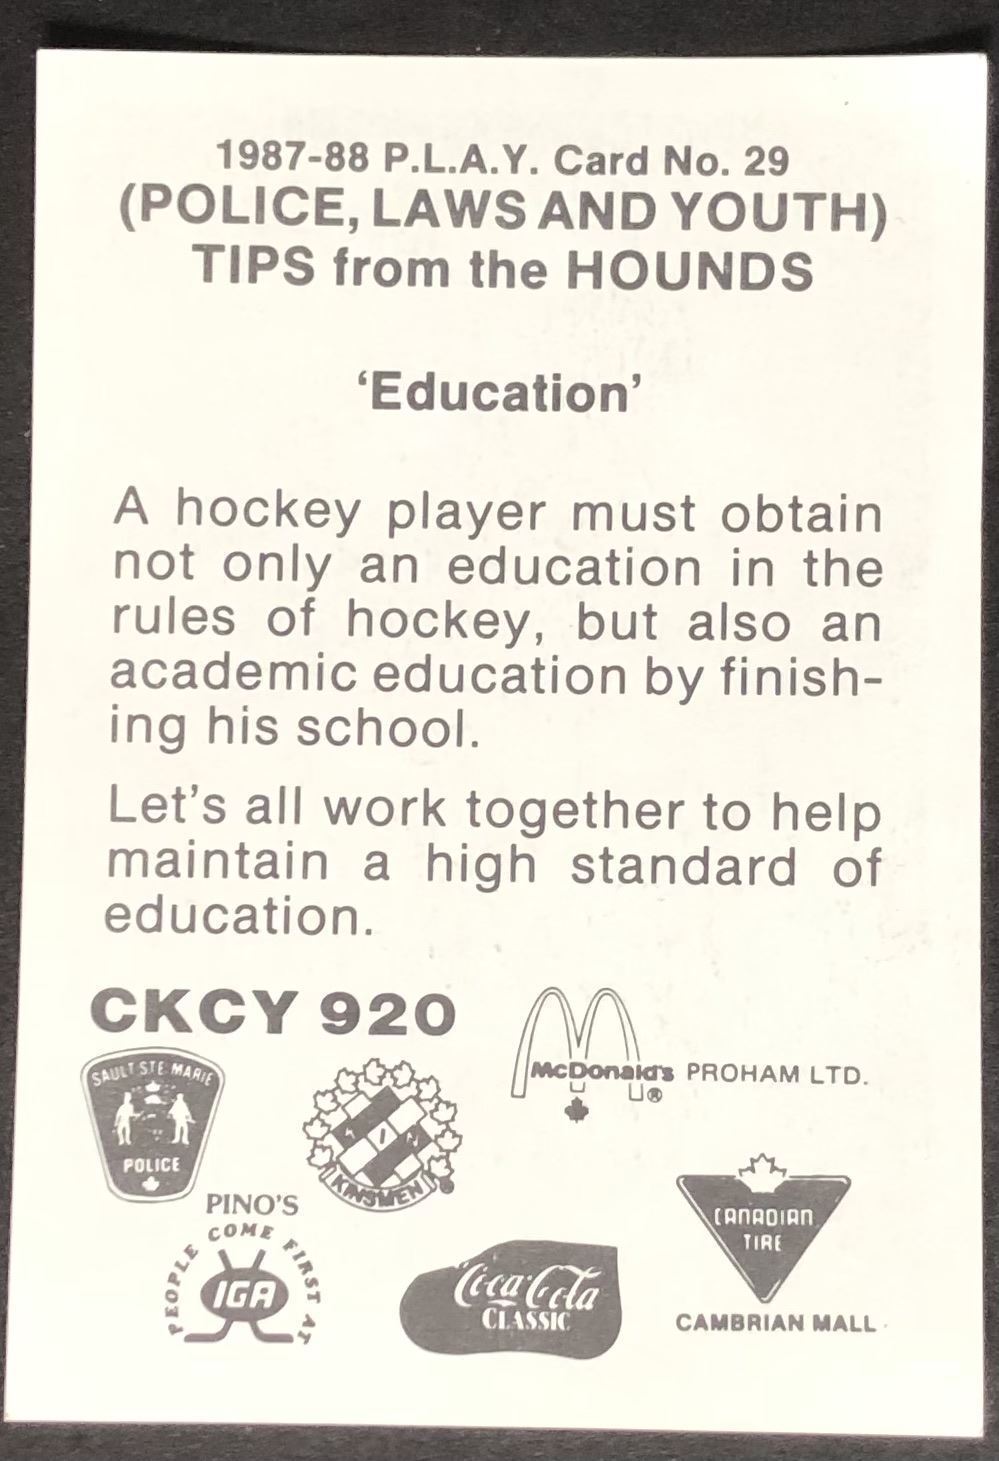 1987-88 P.L.A.Y. Card No. 29
(POLICE, LAWS AND YOUTH)
TIPS from the HOUNDS
‘Education’
A hockey player must obtain
not only an education in the
rules of hockey, but also an
academic education by finish-
ing his school.
Let's all work together to help
maintain a high standard of
education.
CKCY 920
McDonald's PROHAM LTD.
®
SAULT STE. MARIE
POLICE
KIN
KINSMEN
PINO'S
PEOPLE COME FIRST AT
IGA
Coca-Cola
CLASSIC
CANADIAN
TIRE
CAMBRIAN MALL